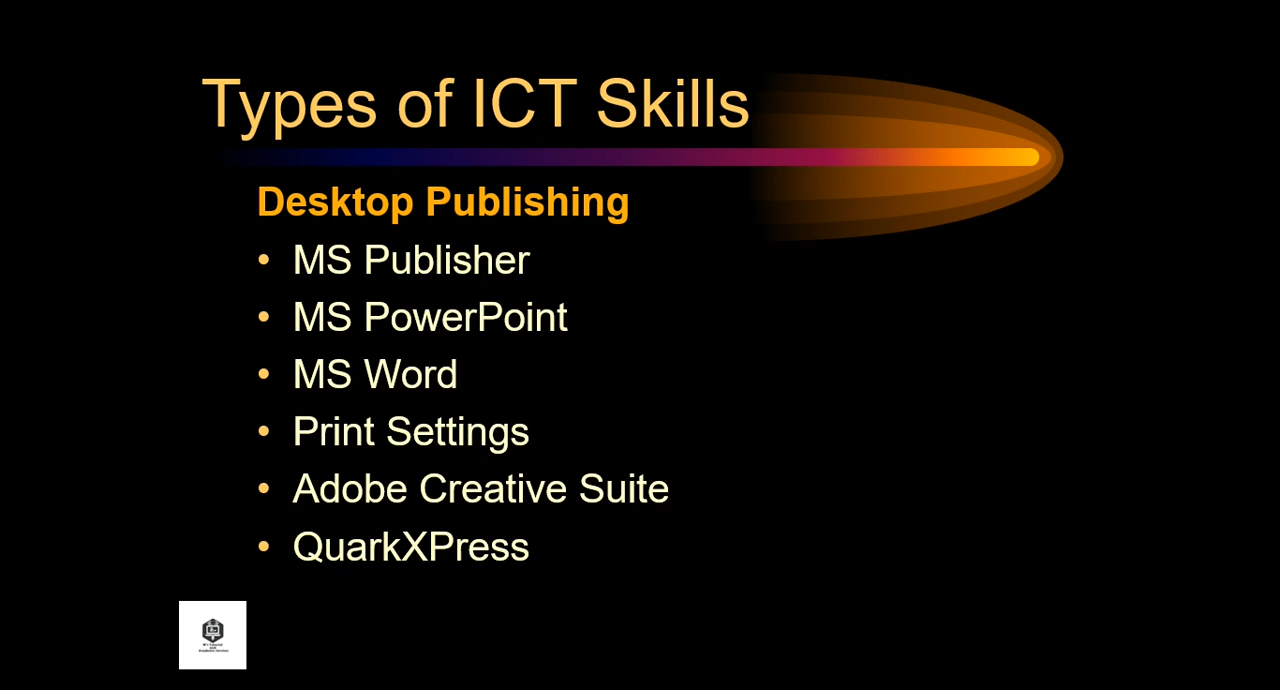 Types of ICT Skills
Desktop Publishing
• MS Publisher
• MS PowerPoint
• MS Word
• Print Settings
• Adobe Creative Suite
• QuarkXPress